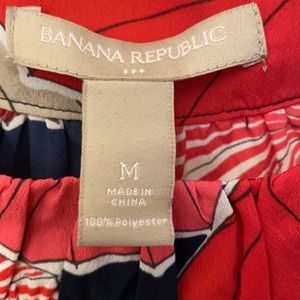 BANANA REPUBLIC
M
MADE IN
CHINA
100% Polyester